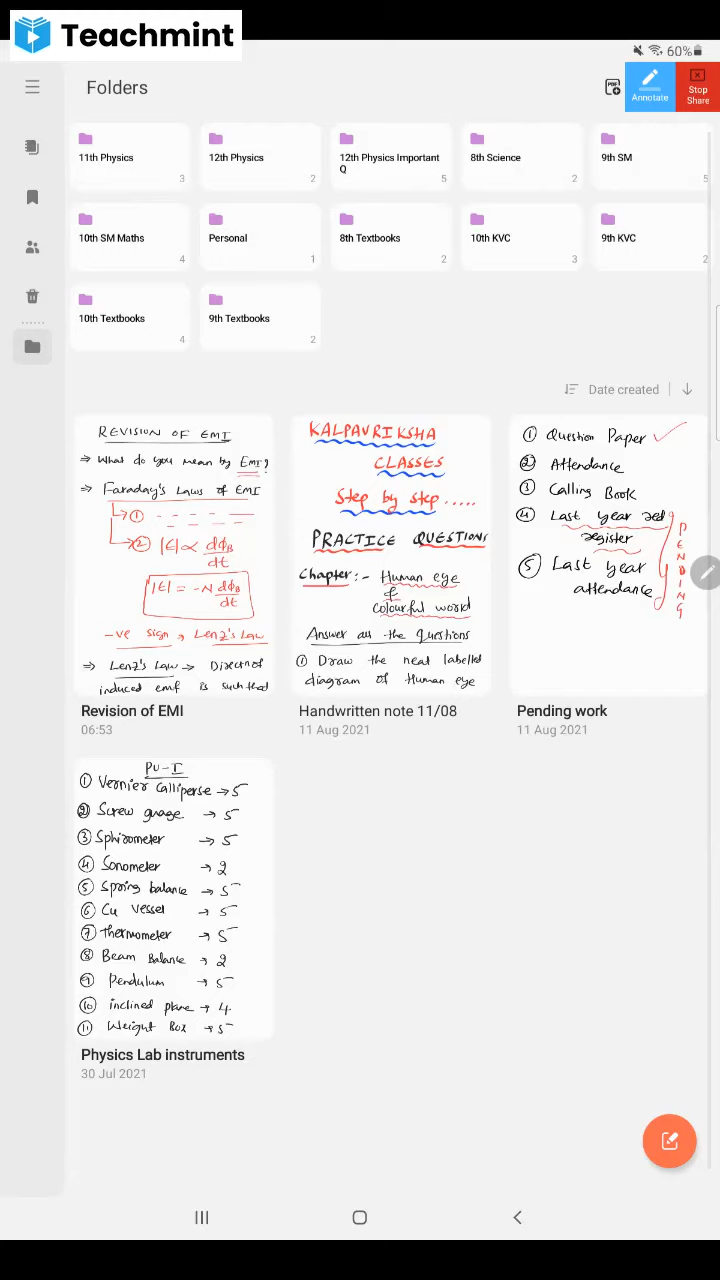 Teachmint
60%
Folders
PDF
Annotate
Stop
Share
11th Physics
3
12th Physics
2
12th Physics Important
Q
5
8th Science
2
9th SM
5
10th SM Maths
4
Personal
1
8th Textbooks
2
10th KVC
3
9th KVC
2
10th Textbooks
4
9th Textbooks
2
Date created
REVISION OF EMI
⇒ What do you mean by EMI?
⇒ Faraday's Laws of EMI
①
② |E| ∝ dΦB/dt
|E| = -N dΦB/dt
-ve sign → Lenz's Law
⇒ Lenz's Law → Direct of
induced emf is such that
Revision of EMI
06:53
KALPAVRIKSHA
CLASSES
Step by step.....
PRACTICE QUESTIONS
Chapter:- Human eye
&
colourful world
Answer all the questions
① Draw the neat labelled
diagram of Human eye
Handwritten note 11/08
11 Aug 2021
① Question Paper ✓
② Attendance
③ Calling Book
④ Last year
register
⑤ Last year
attendance
PENDING
Pending work
11 Aug 2021
PU-I
① Vernier Calliperse → 5
② Screw guage → 5
③ Sphirometer → 5
④ Sonometer → 2
⑤ Spring balance → 5
⑥ Cu vessel → 5
⑦ Thermometer → 5
⑧ Beam Balance → 2
⑨ Pendulum → 5
⑩ inclined plane → 4
⑪ Weight Box → 5
Physics Lab instruments
30 Jul 2021